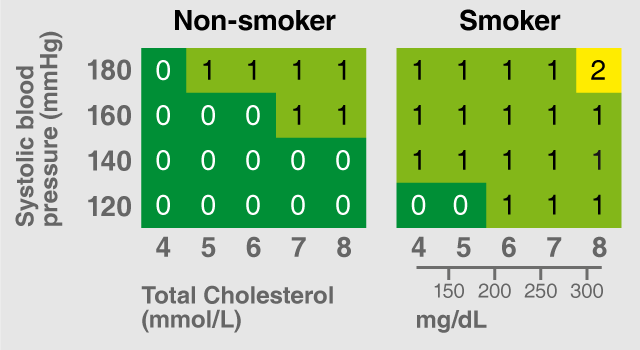 Non-smoker Smoker
Systolic blood
pressure (mmHg)
180 0 1 1 1 1 1 1 1 1 2
160 0 0 0 1 1 1 1 1 1 1
140 0 0 0 0 0 1 1 1 1 1
120 0 0 0 0 0 0 0 1 1 1
4 5 6 7 8 4 5 6 7 8
150 200 250 300
Total Cholesterol
(mmol/L) mg/dL